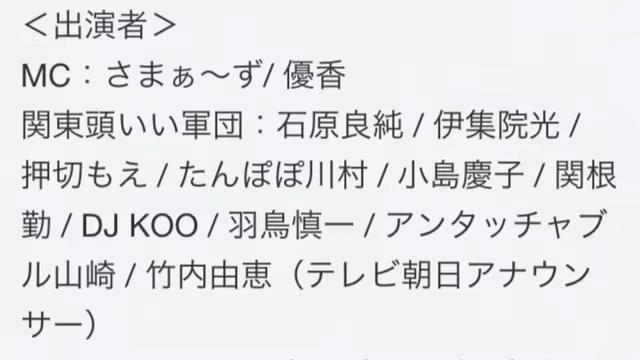 ＜出演者＞
MC：さまぁ〜ず/ 優香
関東頭いい軍団：石原良純 / 伊集院光 /
押切もえ / たんぽぽ川村 / 小島慶子 / 関根
勤 / DJ KOO / 羽鳥慎一 / アンタッチャブ
ル山崎 / 竹内由恵（テレビ朝日アナウン
サー）